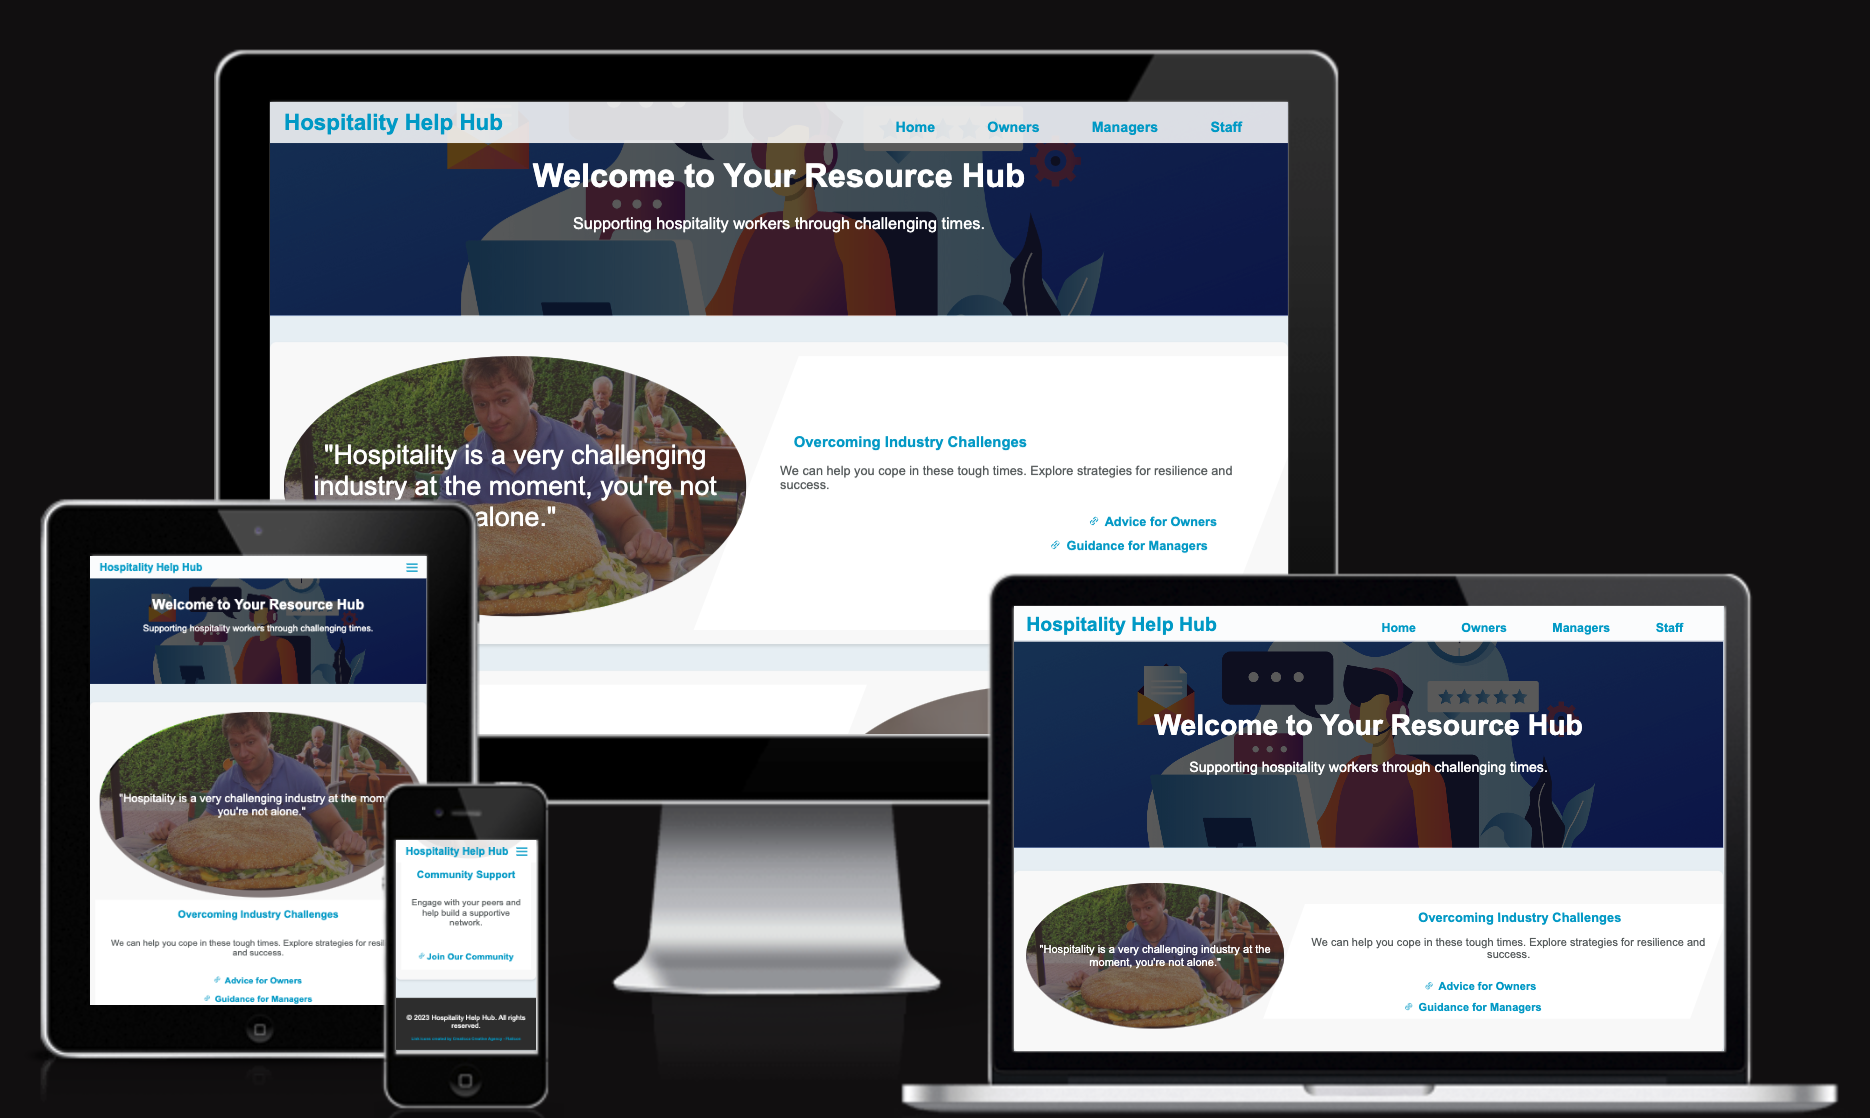 Hospitality Help Hub
Home Owners Managers Staff
Welcome to Your Resource Hub
Supporting hospitality workers through challenging times.
"Hospitality is a very challenging
industry at the moment, you're not
alone."
Overcoming Industry Challenges
We can help you cope in these tough times. Explore strategies for resilience and
success.
Advice for Owners
Guidance for Managers
Hospitality Help Hub
Welcome to Your Resource Hub
Supporting hospitality workers through challenging times.
"Hospitality is a very challenging industry at the mom
you're not alone."
Overcoming Industry Challenges
We can help you cope in these tough times. Explore strategies for resil
and success.
Advice for Owners
Guidance for Managers
Hospitality Help Hub
Community Support
Engage with your peers and
help build a supportive
network.
Join Our Community
© 2023 Hospitality Help Hub. All rights
reserved.
Hospitality Help Hub
Home Owners Managers Staff
Welcome to Your Resource Hub
Supporting hospitality workers through challenging times.
"Hospitality is a very challenging industry at the
moment, you're not alone."
Overcoming Industry Challenges
We can help you cope in these tough times. Explore strategies for resilience and
success.
Advice for Owners
Guidance for Managers